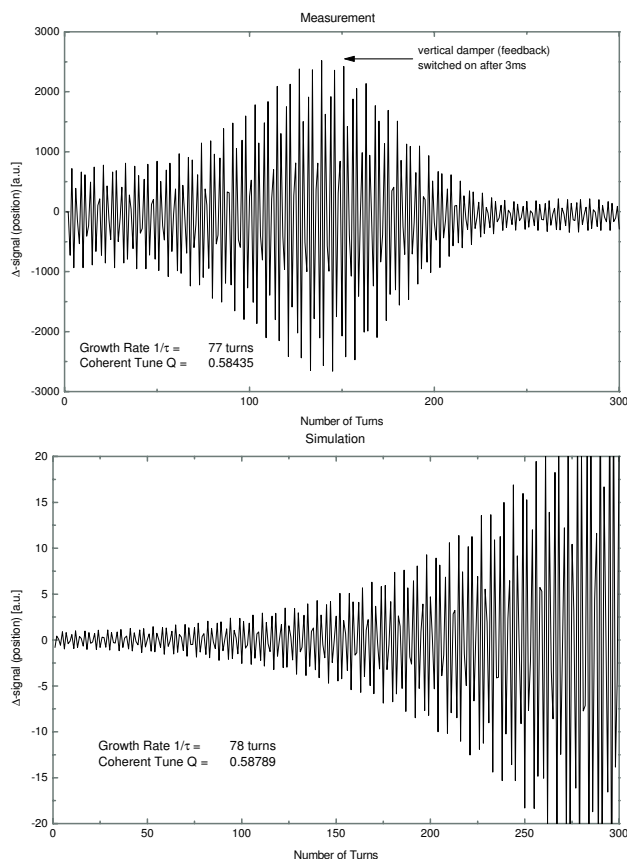 Measurement
3000
2000
1000
0
-1000
-2000
-3000
Δ-signal (position) [a.u.]
vertical damper (feedback)
switched on after 3ms
Growth Rate 1/τ = 77 turns
Coherent Tune Q = 0.58435
0 100 200 300
Number of Turns
Simulation
20
15
10
5
0
-5
-10
-15
-20
Δ-signal (position) [a.u.]
Growth Rate 1/τ = 78 turns
Coherent Tune Q = 0.58789
0 50 100 150 200 250 300
Number of Turns